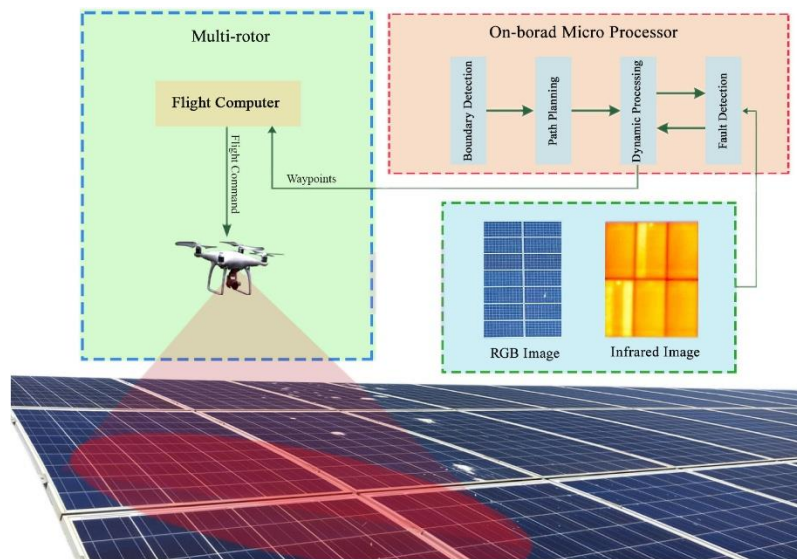 Multi-rotor
Flight Computer
Flight Command
On-borad Micro Processor
Boundary Detection
Path Planning
Dynamic Processing
Fault Detection
Waypoints
RGB Image
Infrared Image